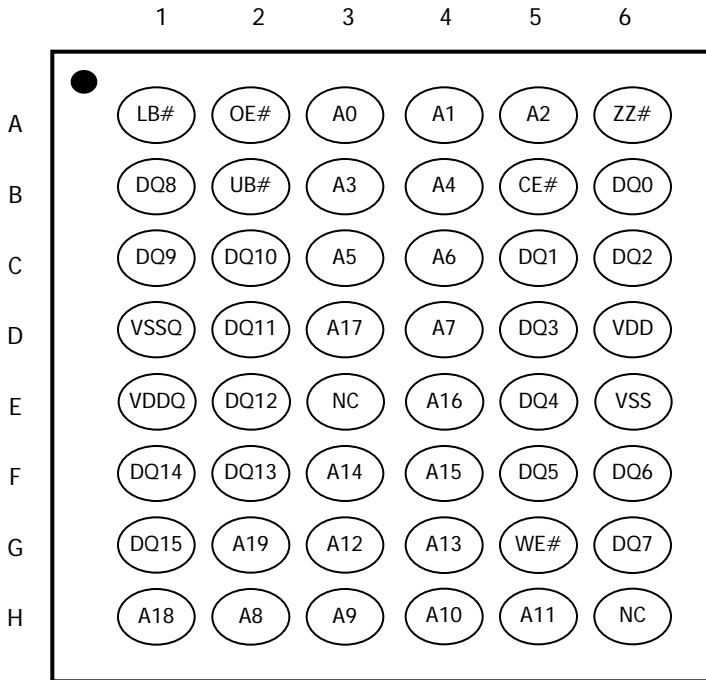 1 2 3 4 5 6
A LB# OE# A0 A1 A2 ZZ#
B DQ8 UB# A3 A4 CE# DQ0
C DQ9 DQ10 A5 A6 DQ1 DQ2
D VSSQ DQ11 A17 A7 DQ3 VDD
E VDDQ DQ12 NC A16 DQ4 VSS
F DQ14 DQ13 A14 A15 DQ5 DQ6
G DQ15 A19 A12 A13 WE# DQ7
H A18 A8 A9 A10 A11 NC